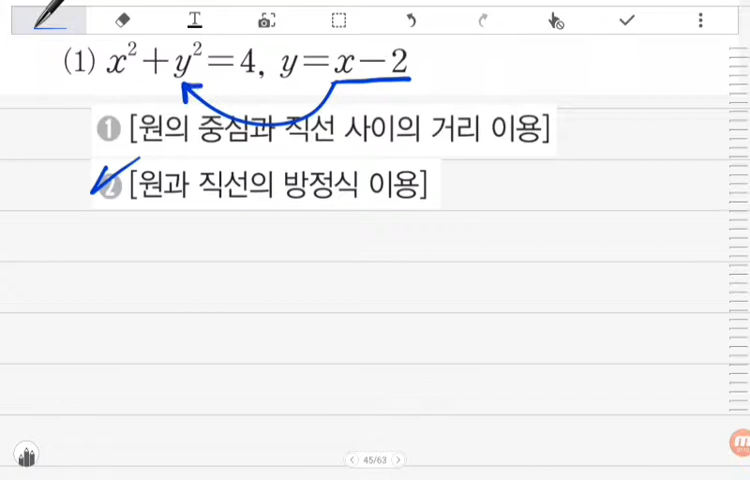 T
(1) x² + y² = 4, y = x − 2
❶ [원의 중심과 직선 사이의 거리 이용]
❷ [원과 직선의 방정식 이용]
45/63